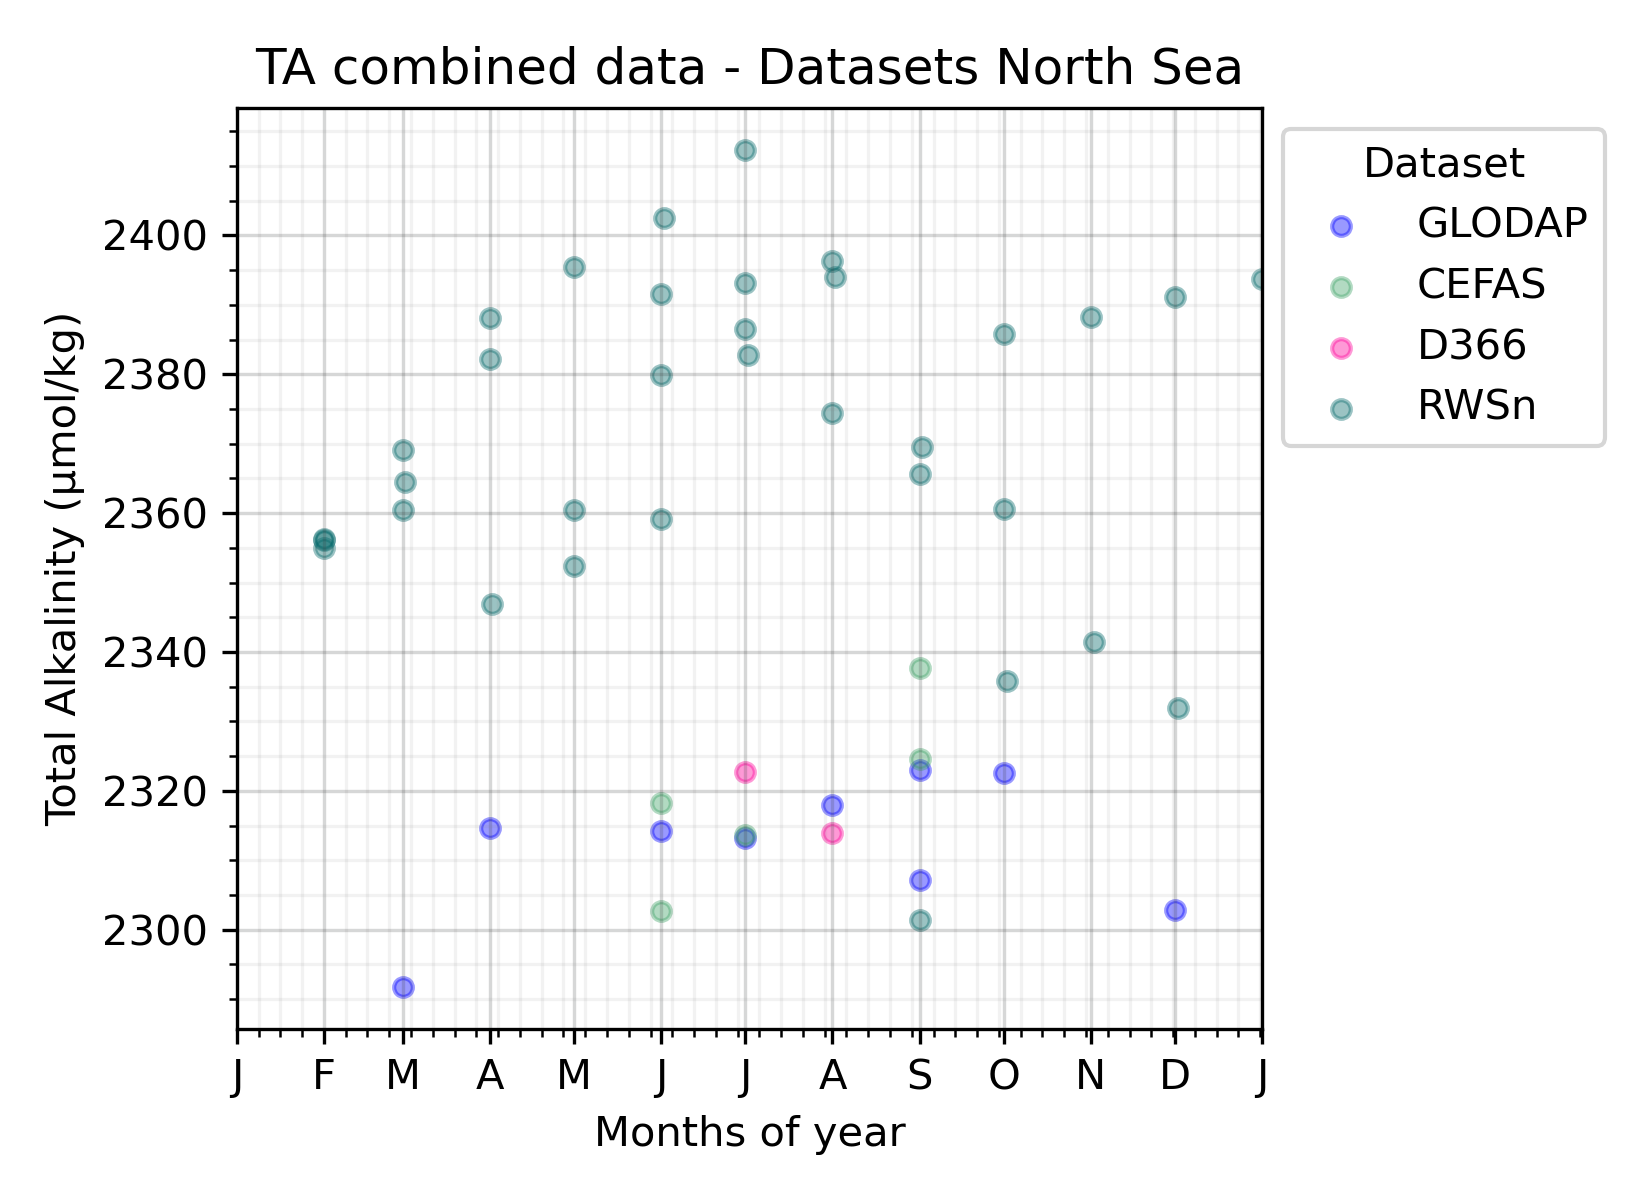 TA combined data - Datasets North Sea
Dataset
GLODAP
CEFAS
D366
RWSn
Total Alkalinity (μmol/kg)
2400
2380
2360
2340
2320
2300
J F M A M J J A S O N D J
Months of year